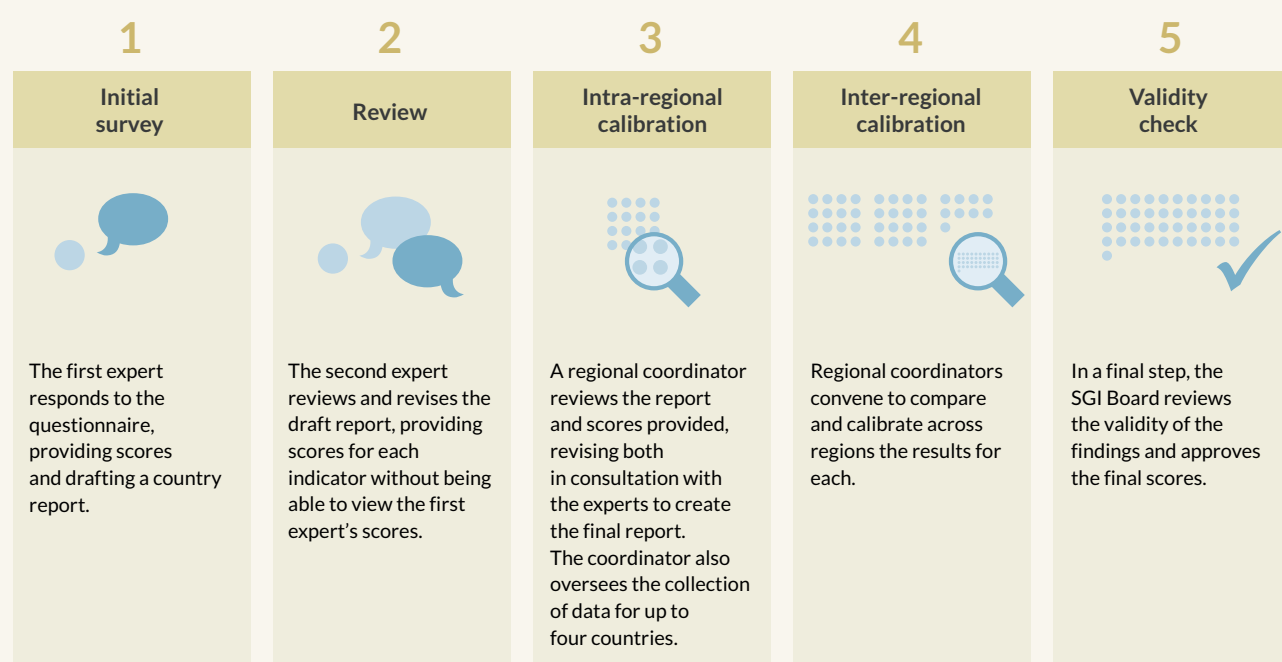 1
Initial
survey
The first expert
responds to the
questionnaire,
providing scores
and drafting a country
report.
2
Review
The second expert
reviews and revises the
draft report, providing
scores for each
indicator without being
able to view the first
expert’s scores.
3
Intra-regional
calibration
A regional coordinator
reviews the report
and scores provided,
revising both
in consultation with
the experts to create
the final report.
The coordinator also
oversees the collection
of data for up to
four countries.
4
Inter-regional
calibration
Regional coordinators
convene to compare
and calibrate across
regions the results for
each.
5
Validity
check
In a final step, the
SGI Board reviews
the validity of the
findings and approves
the final scores.